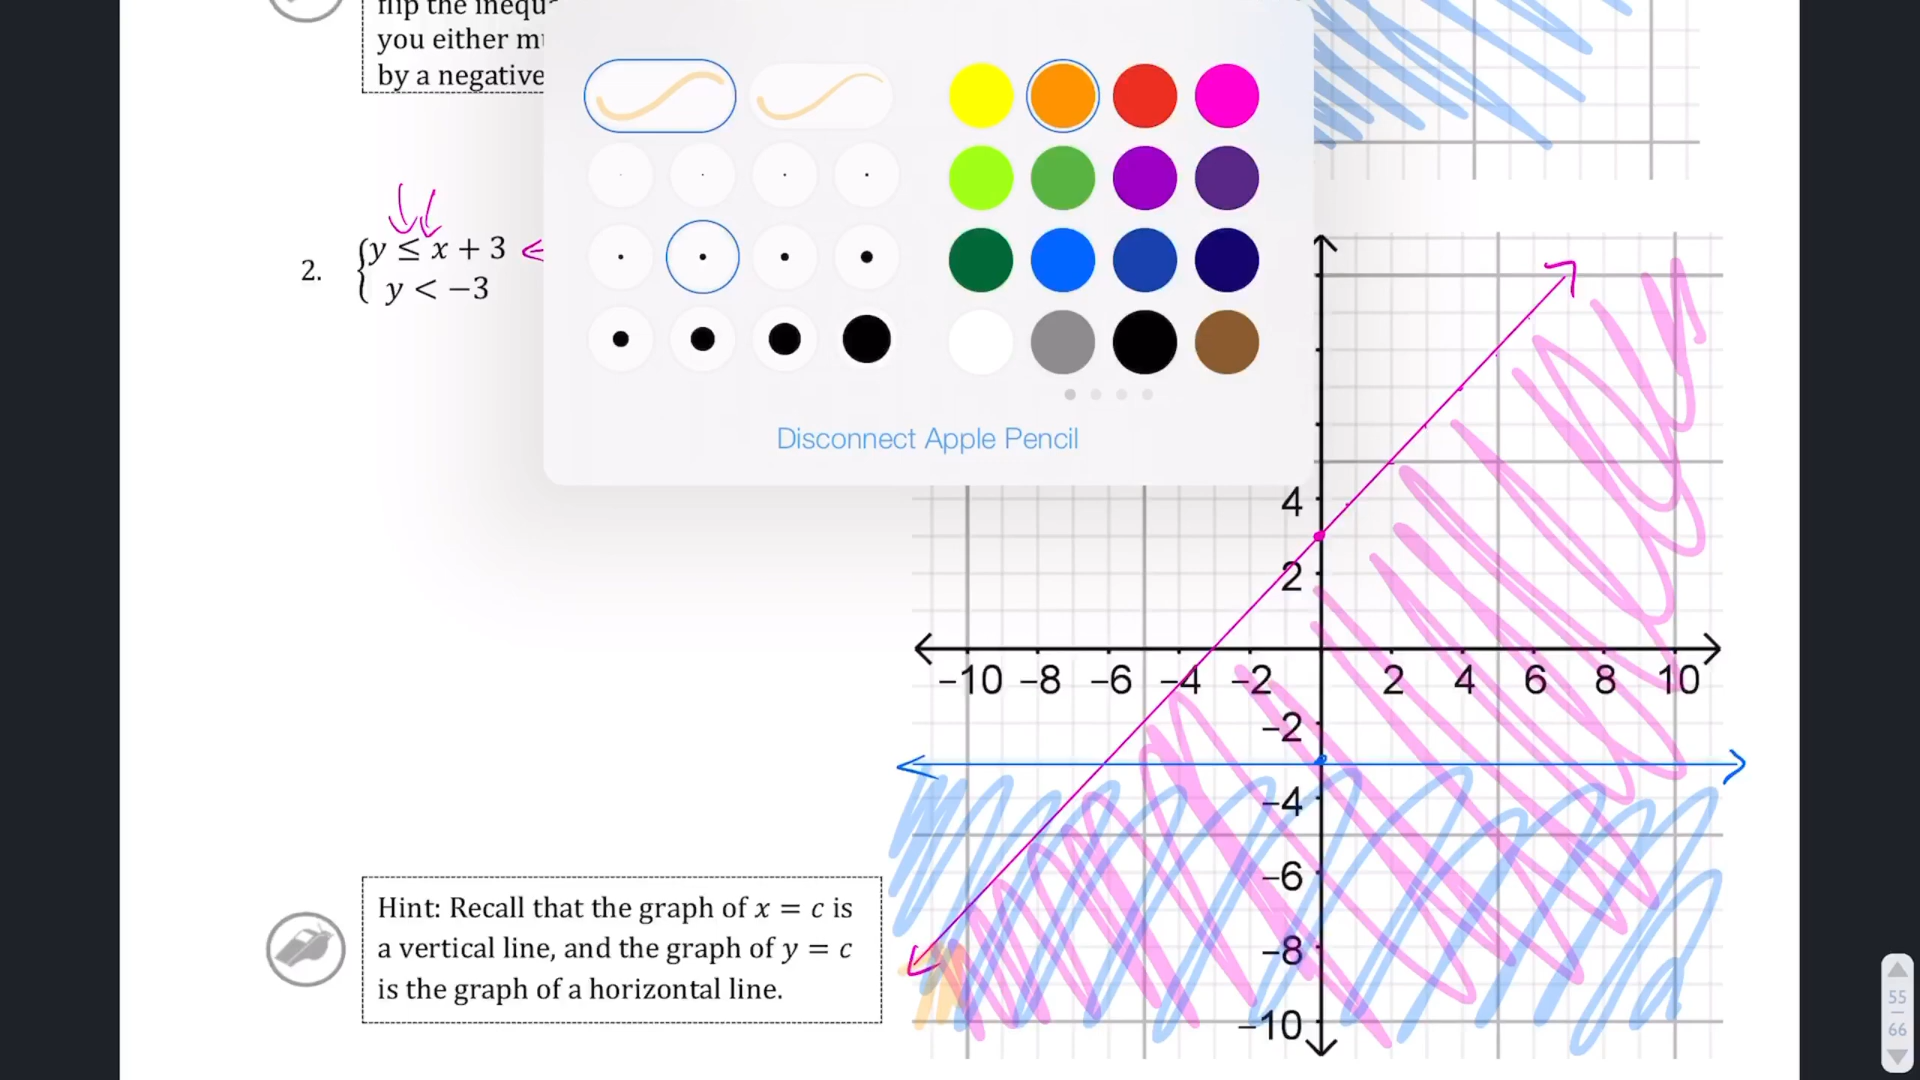 flip the inequ
you either m
by a negative
2. {y ≤ x + 3
y < −3
Disconnect Apple Pencil
4
2
−10 −8 −6 −4 −2 2 4 6 8 10
−2
−4
−6
−8
−10
Hint: Recall that the graph of x = c is
a vertical line, and the graph of y = c
is the graph of a horizontal line.
55
66